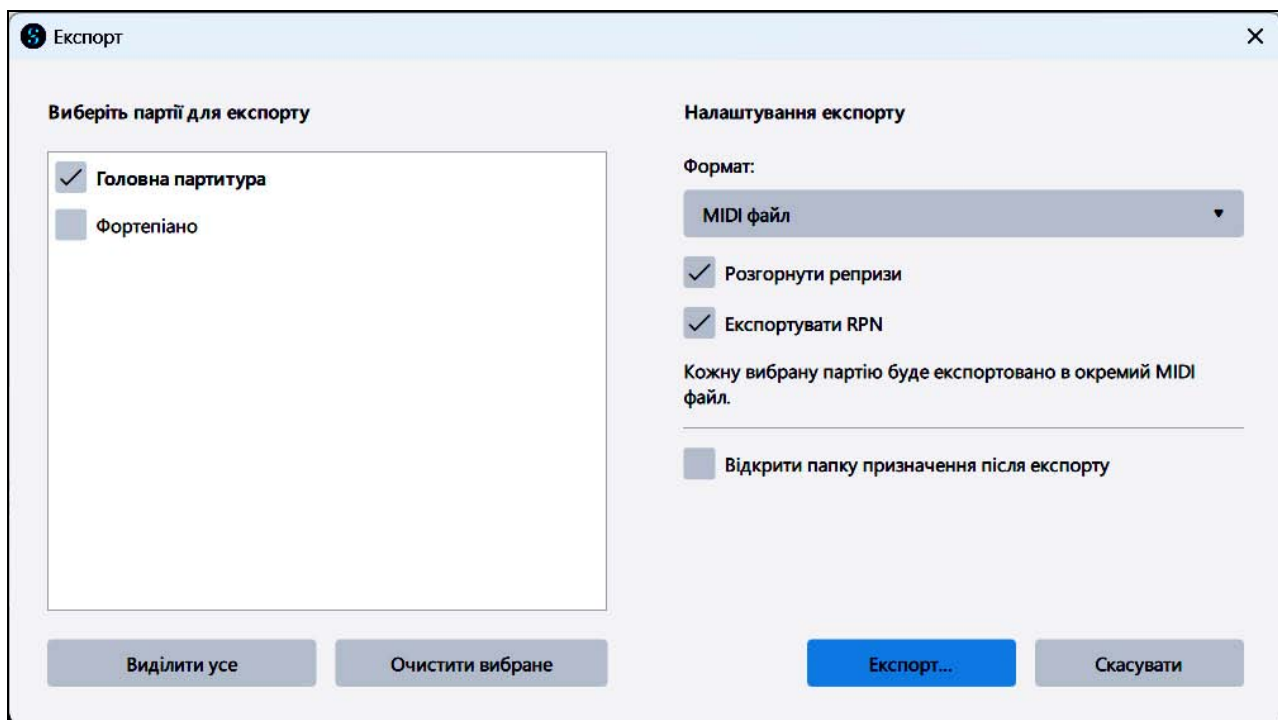 Експорт
Виберіть партії для експорту
Головна партитура
Фортепіано
Виділити усе
Очистити вибране
Налаштування експорту
Формат:
MIDI файл
Розгорнути репризи
Експортувати RPN
Кожну вибрану партію буде експортовано в окремий MIDI
файл.
Відкрити папку призначення після експорту
Експорт...
Скасувати